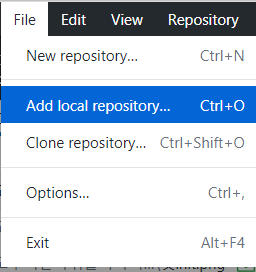 File Edit View Repository
New repository... Ctrl+N
Add local repository... Ctrl+O
Clone repository... Ctrl+Shift+O
Options... Ctrl+,
Exit Alt+F4